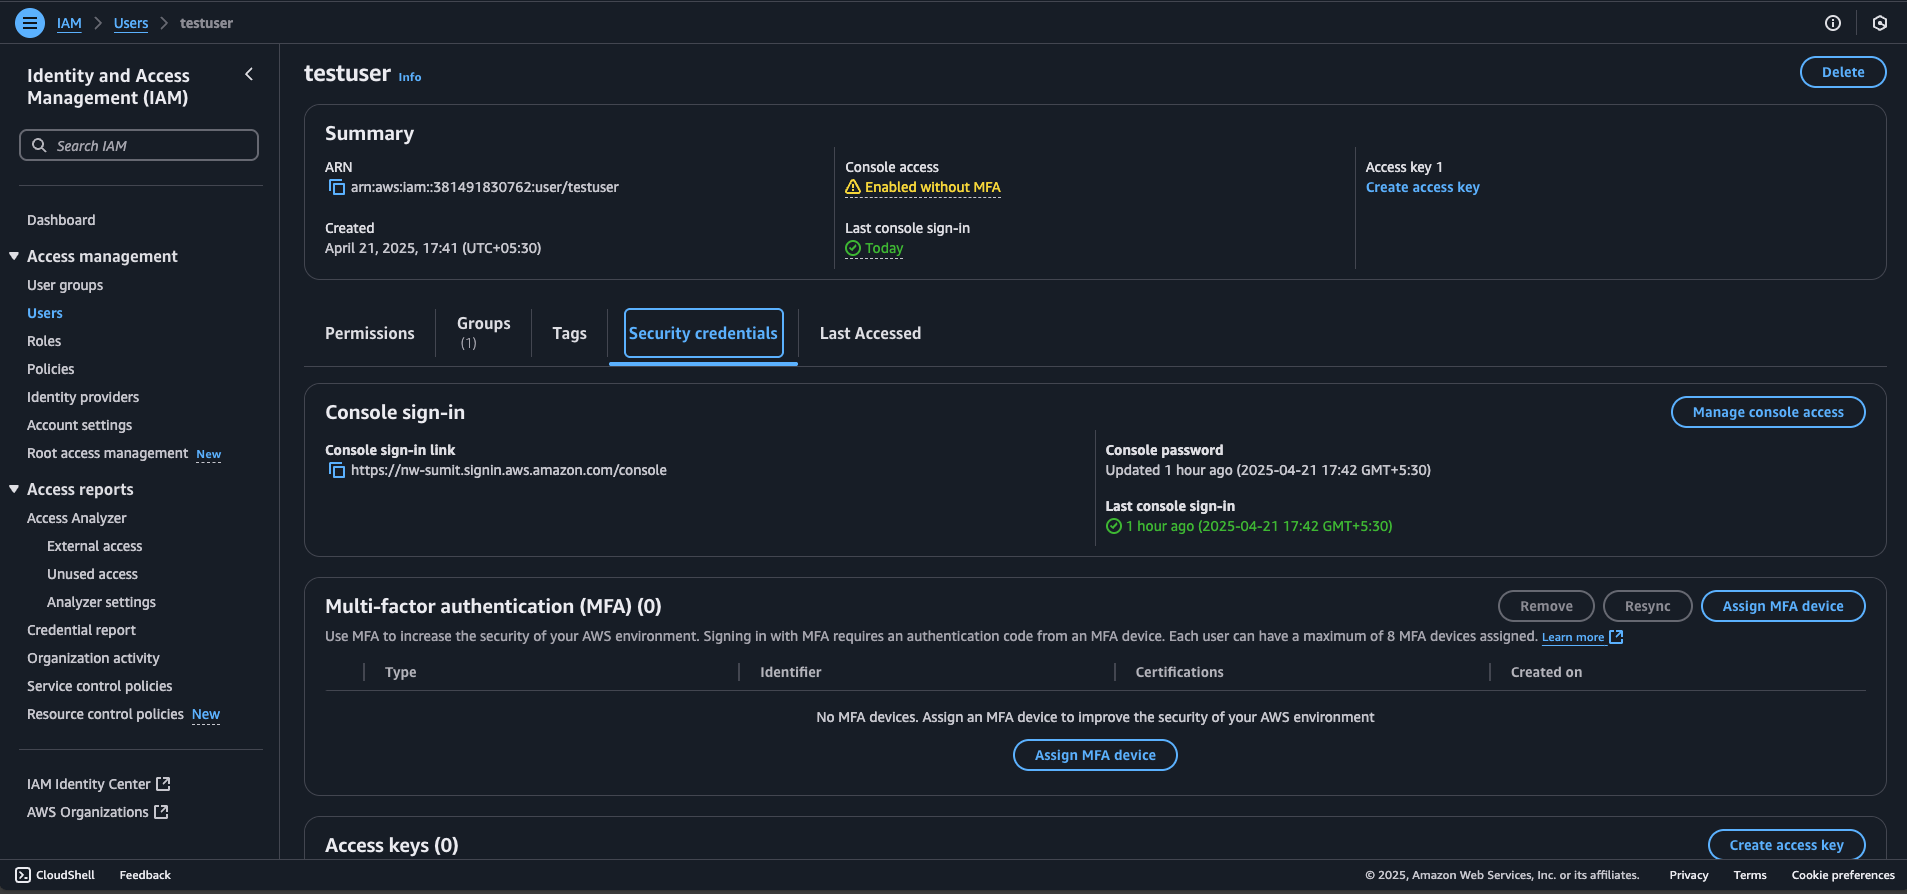 IAM > Users > testuser
Identity and Access
Management (IAM)
Search IAM
Dashboard
Access management
User groups
Users
Roles
Policies
Identity providers
Account settings
Root access management New
Access reports
Access Analyzer
External access
Unused access
Analyzer settings
Credential report
Organization activity
Service control policies
Resource control policies New
IAM Identity Center
AWS Organizations
testuser Info
Delete
Summary
ARN
arn:aws:iam::381491830762:user/testuser
Created
April 21, 2025, 17:41 (UTC+05:30)
Console access
Enabled without MFA
Last console sign-in
Today
Access key 1
Create access key
Permissions
Groups
(1)
Tags
Security credentials
Last Accessed
Console sign-in
Manage console access
Console sign-in link
https://nw-sumit.signin.aws.amazon.com/console
Console password
Updated 1 hour ago (2025-04-21 17:42 GMT+5:30)
Last console sign-in
1 hour ago (2025-04-21 17:42 GMT+5:30)
Multi-factor authentication (MFA) (0)
Remove
Resync
Assign MFA device
Use MFA to increase the security of your AWS environment. Signing in with MFA requires an authentication code from an MFA device. Each user can have a maximum of 8 MFA devices assigned. Learn more
Type
Identifier
Certifications
Created on
No MFA devices. Assign an MFA device to improve the security of your AWS environment
Assign MFA device
Access keys (0)
Create access key
CloudShell
Feedback
© 2025, Amazon Web Services, Inc. or its affiliates.
Privacy
Terms
Cookie preferences